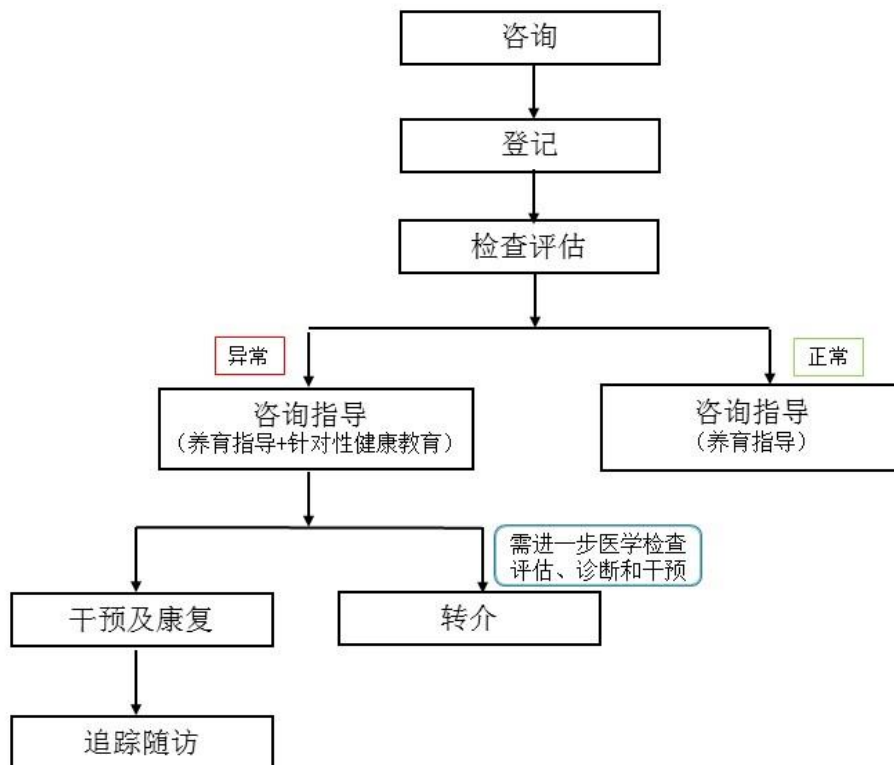 咨询
登记
检查评估
异常
正常
咨询指导
（养育指导+针对性健康教育）
咨询指导
（养育指导）
需进一步医学检查
评估、诊断和干预
干预及康复
转介
追踪随访